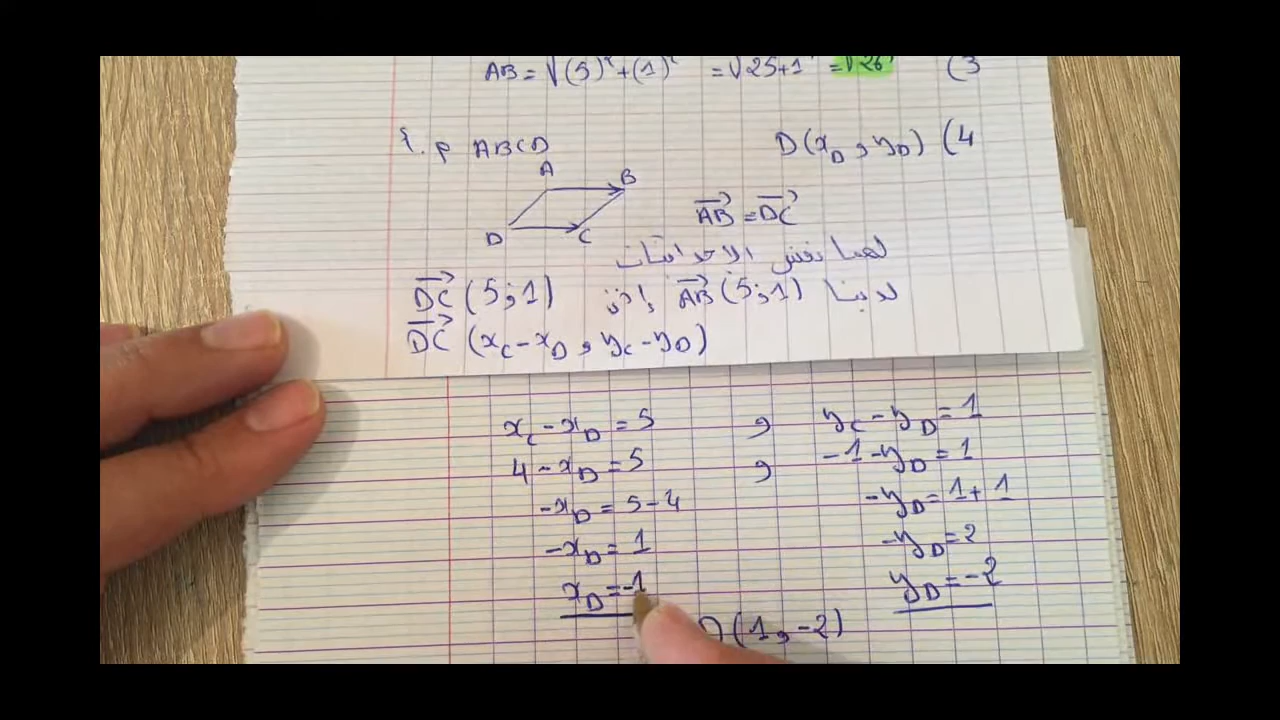 AB = √(5)²+(1)² = √25+1 = √26 (3
D(x_D , y_D) (4
ABCD
A
B
D
C
AB = DC
لهما نفس الاحداثيات
لدينا AB(5;1) إذن DC(5;1)
DC(x_C - x_D , y_C - y_D)
x_C - x_D = 5 , y_C - y_D = 1
4 - x_D = 5 , -1 - y_D = 1
-x_D = 5 - 4 -y_D = 1 + 1
-x_D = 1 -y_D = 2
x_D = -1 y_D = -2
D(1, -2)